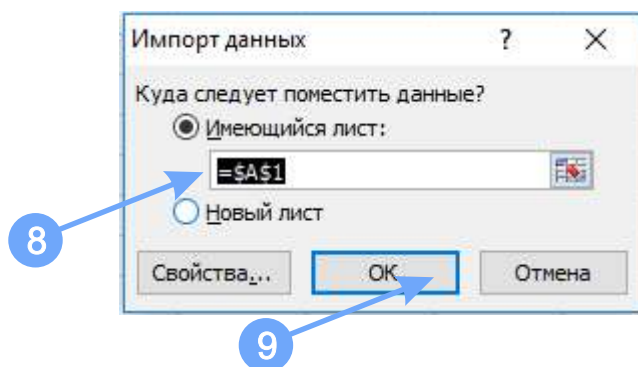 Импорт данных ? X
Куда следует поместить данные?
Имеющийся лист:
=$A$1
8
Новый лист
Свойства... ОК Отмена
9